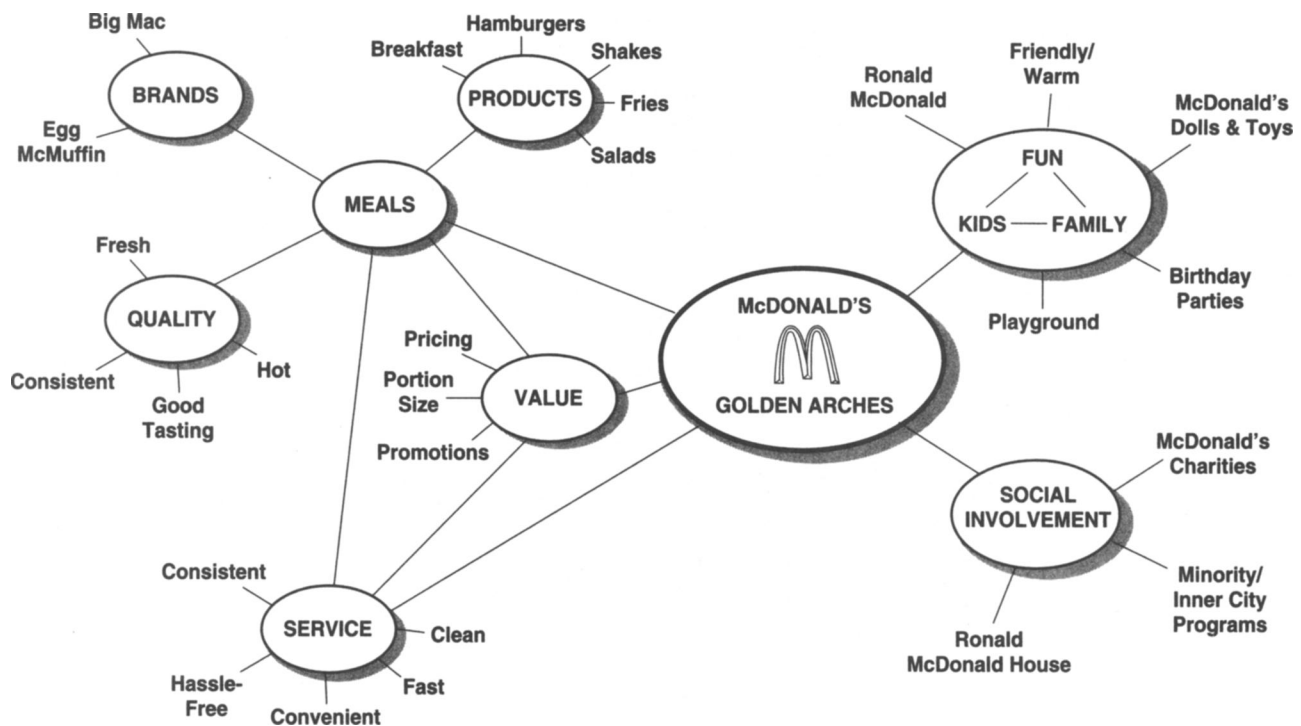 Big Mac
BRANDS
Egg
McMuffin
Hamburgers
Breakfast
Shakes
PRODUCTS
Fries
Salads
MEALS
Fresh
QUALITY
Consistent
Hot
Good
Tasting
Pricing
Portion
Size
VALUE
Promotions
McDONALD'S
GOLDEN ARCHES
Friendly/
Warm
Ronald
McDonald
McDonald's
Dolls & Toys
FUN
KIDS
FAMILY
Birthday
Parties
Playground
McDonald's
Charities
SOCIAL
INVOLVEMENT
Minority/
Inner City
Programs
Ronald
McDonald House
Consistent
SERVICE
Clean
Hassle-
Free
Fast
Convenient